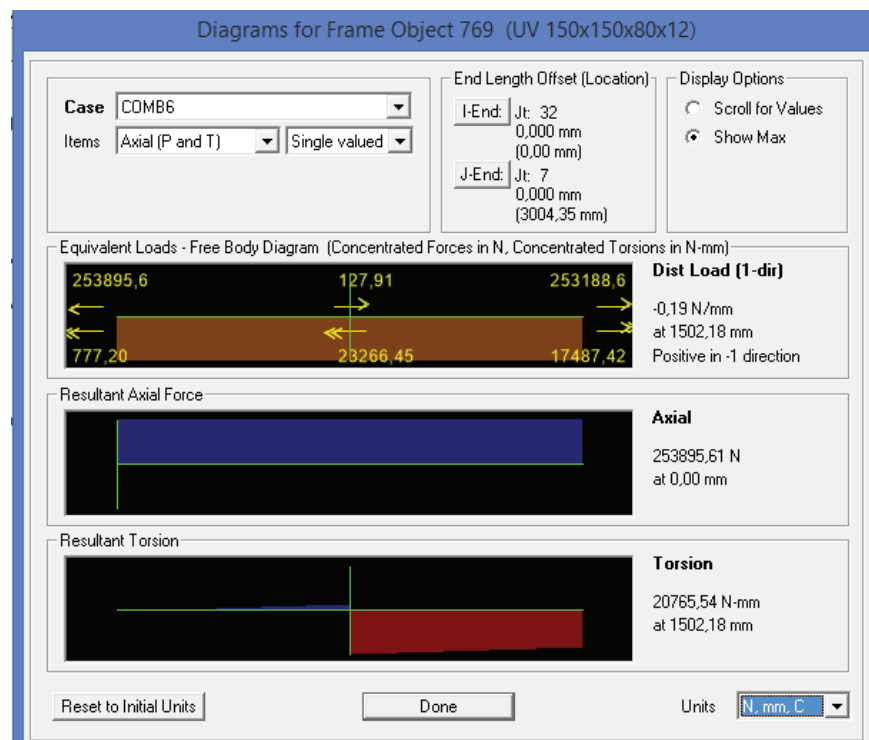 Diagrams for Frame Object 769 (UV 150x150x80x12)
Case COMB6
Items Axial (P and T) Single valued
End Length Offset (Location)
I-End: Jt: 32
0,000 mm
(0,00 mm)
J-End: Jt: 7
0,000 mm
(3004,35 mm)
Display Options
Scroll for Values
Show Max
Equivalent Loads - Free Body Diagram (Concentrated Forces in N, Concentrated Torsions in N-mm)
253895,6 127,91 253188,6
777,20 23266,45 17487,42
Dist Load (1-dir)
-0,19 N/mm
at 1502,18 mm
Positive in -1 direction
Resultant Axial Force
Axial
253895,61 N
at 0,00 mm
Resultant Torsion
Torsion
20765,54 N-mm
at 1502,18 mm
Reset to Initial Units Done Units N, mm, C